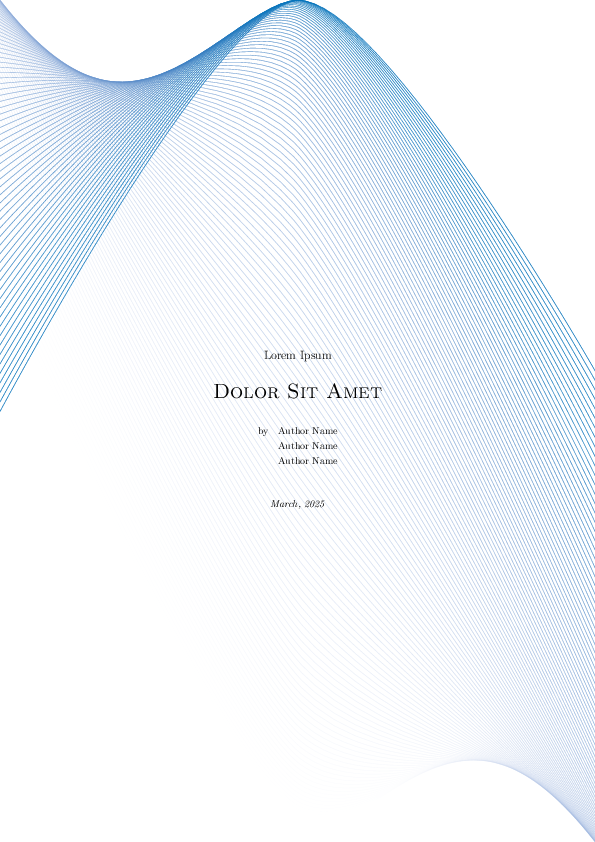 Lorem Ipsum
Dolor Sit Amet
by Author Name
Author Name
Author Name
March, 2025